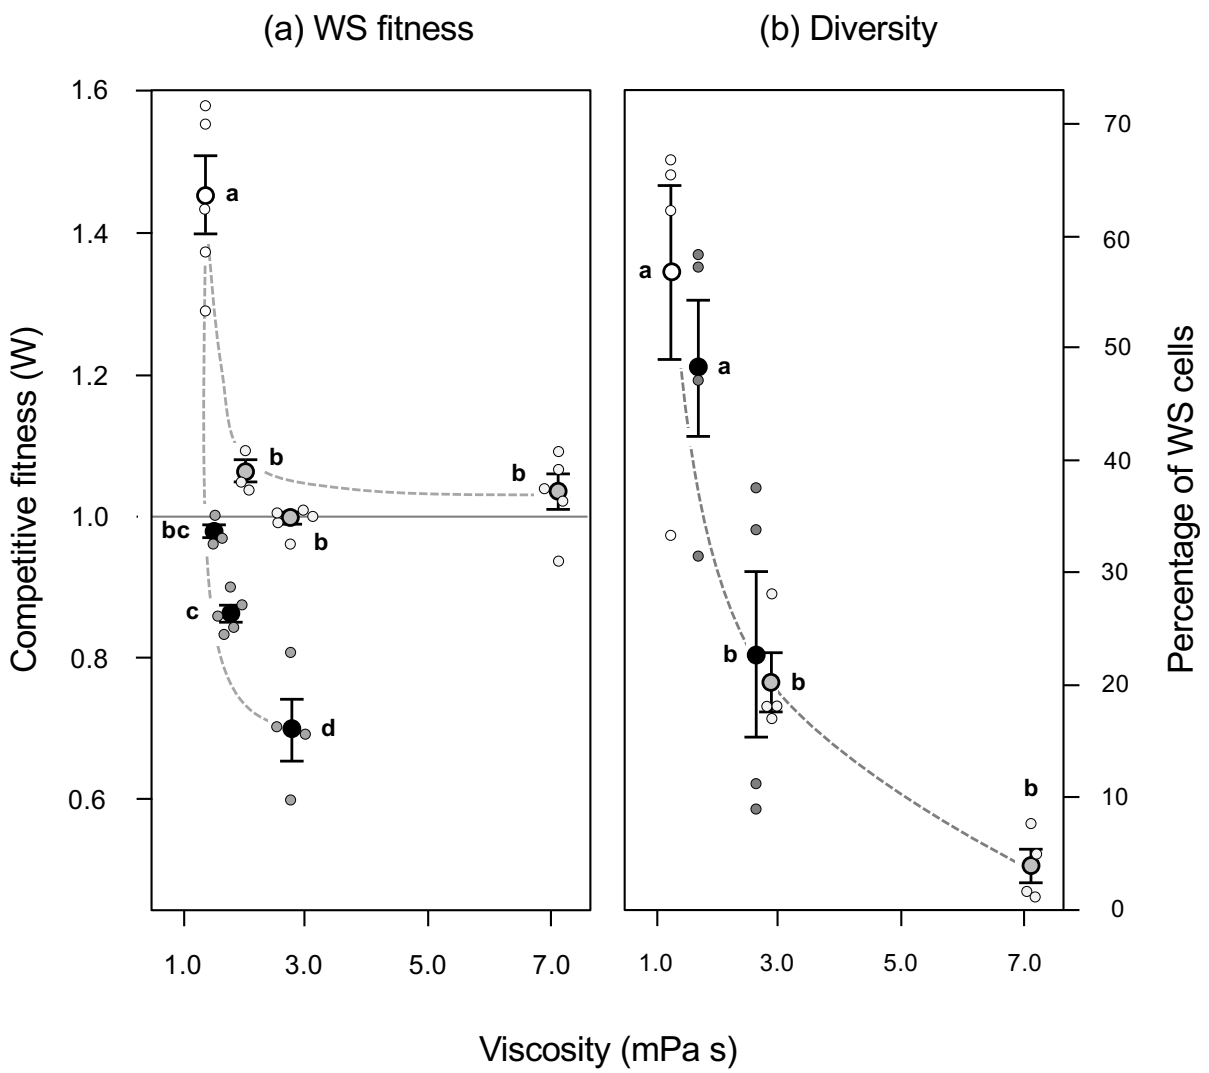 (a) WS fitness
(b) Diversity
Competitive fitness (W)
1.6
1.4
1.2
1.0
0.8
0.6
a
b
b
b
bc
c
d
1.0
3.0
5.0
7.0
a
a
b
b
b
70
60
50
40
30
20
10
0
Percentage of WS cells
1.0
3.0
5.0
7.0
Viscosity (mPa s)